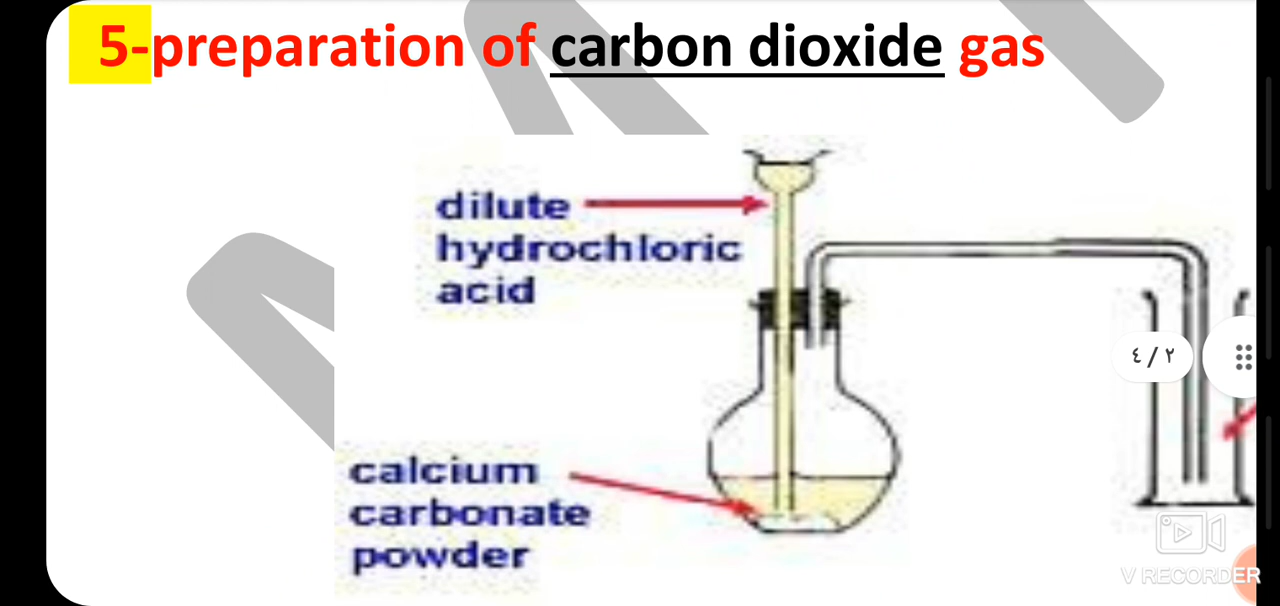 5-preparation of carbon dioxide gas
dilute
hydrochloric
acid
٤ / ٢
calcium
carbonate
powder
V RECORDER